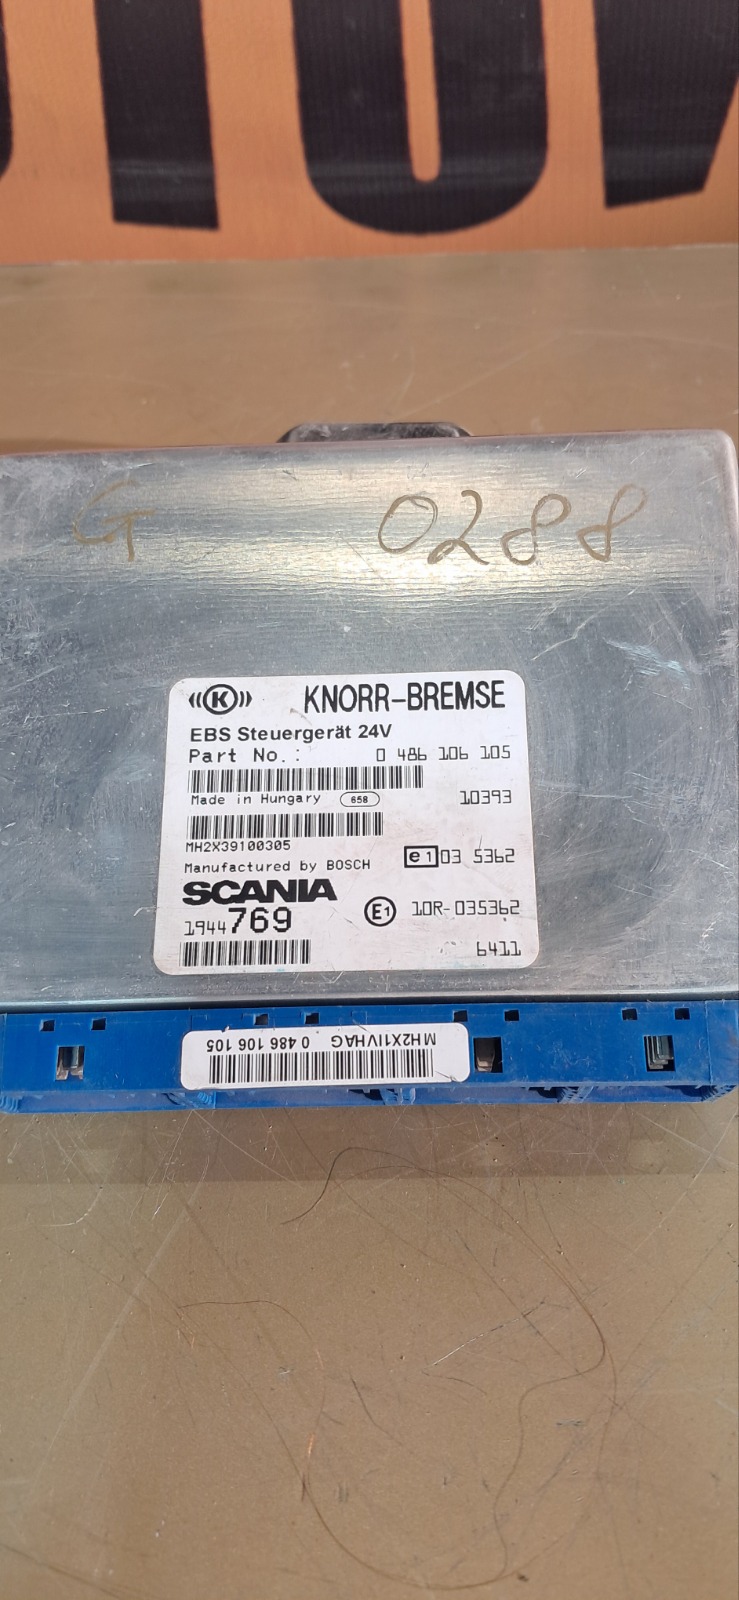 G 0288
K KNORR-BREMSE
EBS Steuergerät 24V
Part No.: 0 486 106 105
Made in Hungary 658 10393
MH2X39100305
Manufactured by BOSCH e1 03 5362
SCANIA
1944769 E1 10R-035362
6411
MH2X1IVHAG 0 486 106 105